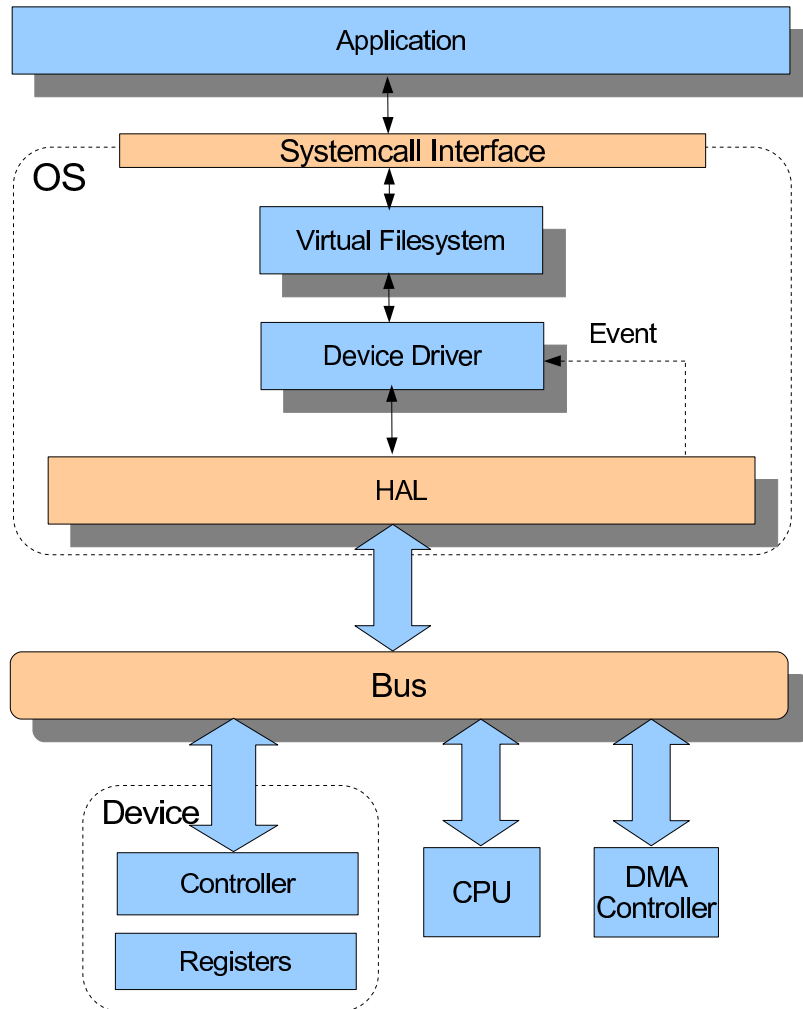 Application
Systemcall Interface
OS
Virtual Filesystem
Event
Device Driver
HAL
Bus
Device
Controller
CPU
DMA
Controller
Registers